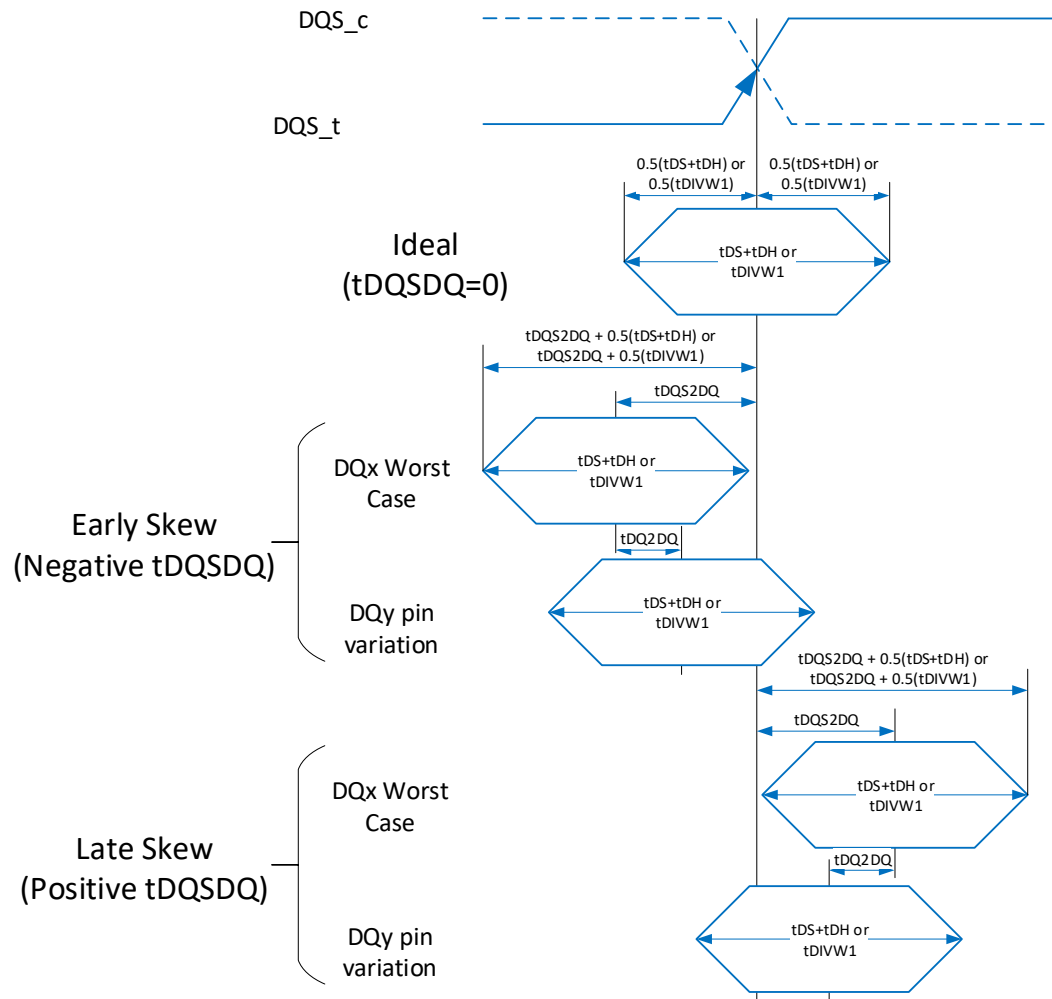 DQS_c
DQS_t
0.5(tDS+tDH) or
0.5(tDIVW1)
0.5(tDS+tDH) or
0.5(tDIVW1)
Ideal
(tDQSDQ=0)
tDS+tDH or
tDIVW1
tDQS2DQ + 0.5(tDS+tDH) or
tDQS2DQ + 0.5(tDIVW1)
tDQS2DQ
Early Skew
(Negative tDQSDQ)
DQx Worst
Case
tDS+tDH or
tDIVW1
tDQ2DQ
DQy pin
variation
tDS+tDH or
tDIVW1
tDQS2DQ + 0.5(tDS+tDH) or
tDQS2DQ + 0.5(tDIVW1)
tDQS2DQ
Late Skew
(Positive tDQSDQ)
DQx Worst
Case
tDS+tDH or
tDIVW1
tDQ2DQ
DQy pin
variation
tDS+tDH or
tDIVW1